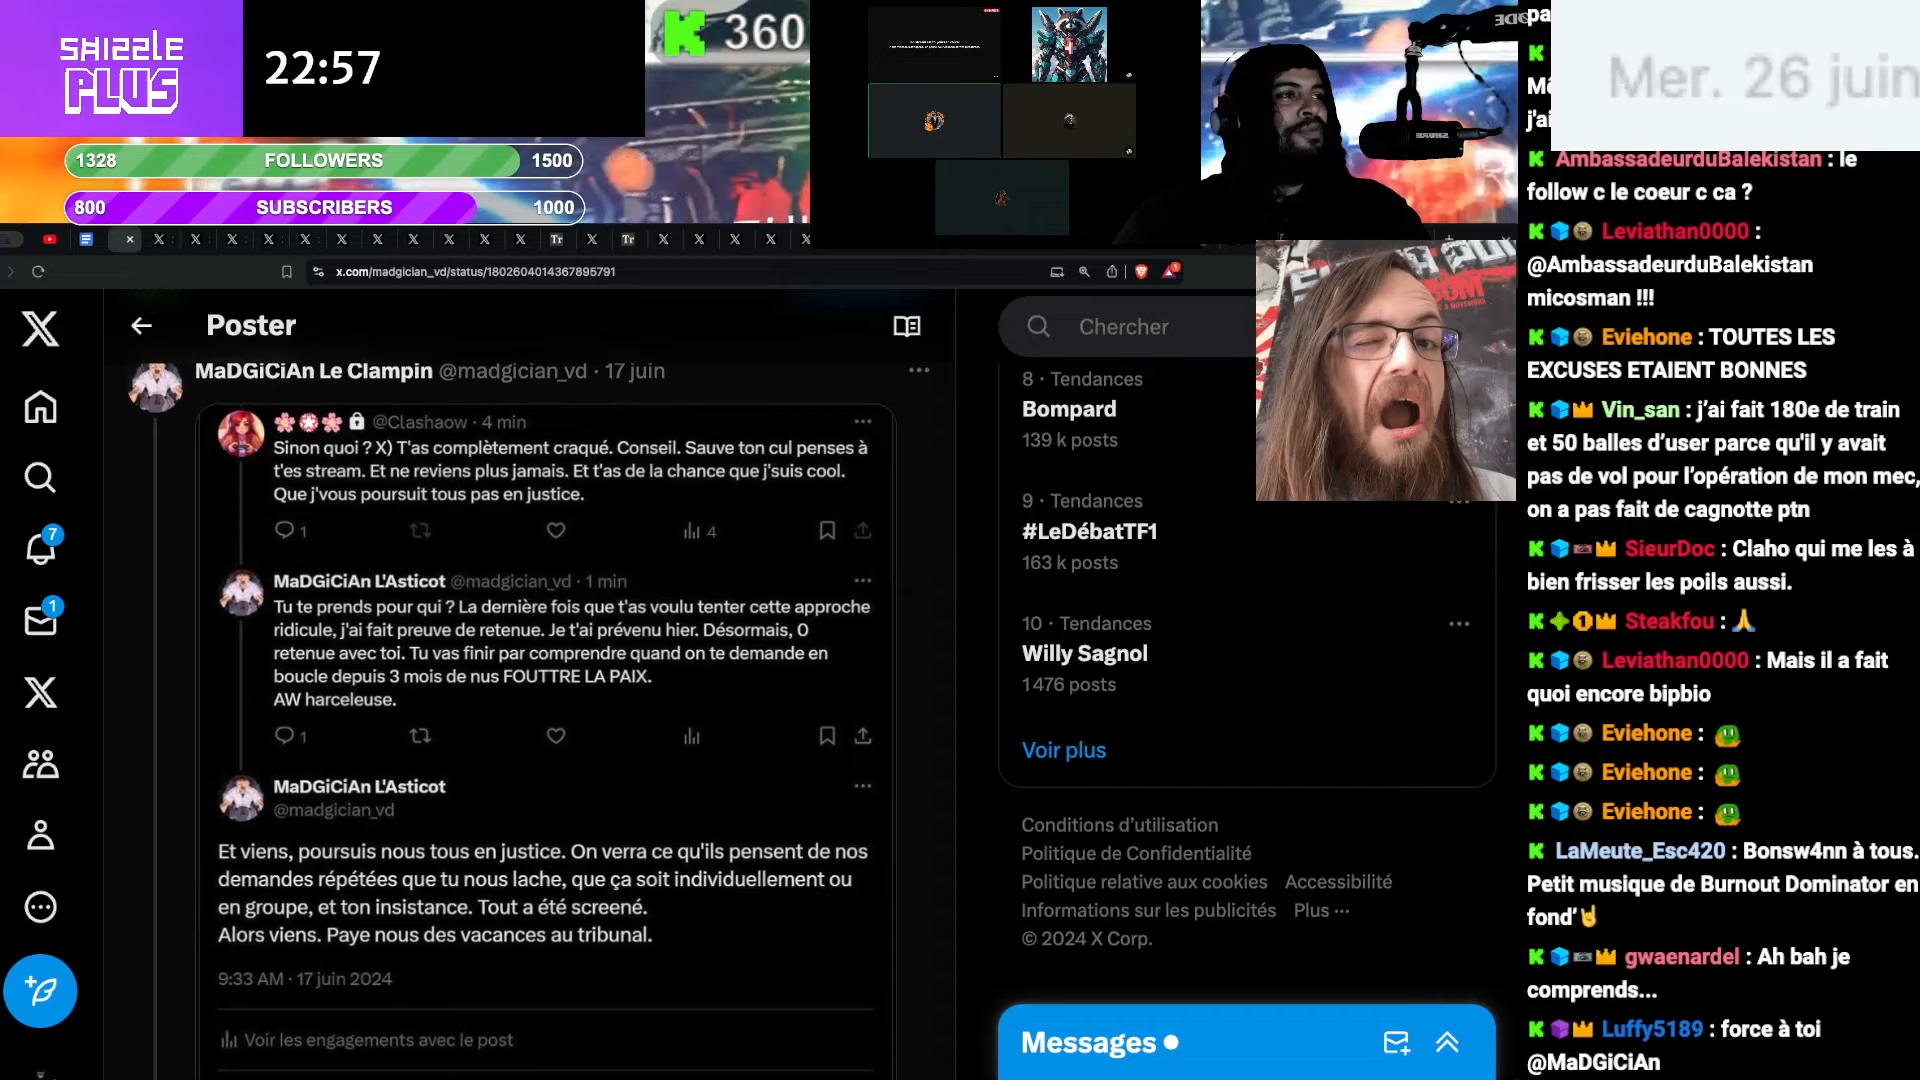 SHIZZLE
PLUS
22:57
360
1328 FOLLOWERS 1500
800 SUBSCRIBERS 1000
x.com/madgician_vd/status/1802604014367895791
Poster
MaDGiCiAn Le Clampin @madgician_vd · 17 juin
@Clashaow · 4 min
Sinon quoi ? X) T'as complètement craqué. Conseil. Sauve ton cul penses à
t'es stream. Et ne reviens plus jamais. Et t'as de la chance que j'suis cool.
Que j'vous poursuit tous pas en justice.
1
4
MaDGiCiAn L'Asticot @madgician_vd · 1 min
Tu te prends pour qui ? La dernière fois que t'as voulu tenter cette approche
ridicule, j'ai fait preuve de retenue. Je t'ai prévenu hier. Désormais, 0
retenue avec toi. Tu vas finir par comprendre quand on te demande en
boucle depuis 3 mois de nus FOUTTRE LA PAIX.
AW harceleuse.
1
MaDGiCiAn L'Asticot
@madgician_vd
Et viens, poursuis nous tous en justice. On verra ce qu'ils pensent de nos
demandes répétées que tu nous lache, que ça soit individuellement ou
en groupe, et ton insistance. Tout a été screené.
Alors viens. Paye nous des vacances au tribunal.
9:33 AM · 17 juin 2024
Voir les engagements avec le post
7
1
Chercher
8 · Tendances
Bompard
139 k posts
9 · Tendances
#LeDébatTF1
163 k posts
10 · Tendances
Willy Sagnol
1 476 posts
Voir plus
Conditions d'utilisation
Politique de Confidentialité
Politique relative aux cookies Accessibilité
Informations sur les publicités Plus ···
© 2024 X Corp.
Messages
Mer. 26 juin
pa
j'ai
AmbassadeurduBalekistan : le
follow c le coeur c ca ?
Leviathan0000 :
@AmbassadeurduBalekistan
micosman !!!
Eviehone : TOUTES LES
EXCUSES ETAIENT BONNES
Vin_san : j'ai fait 180e de train
et 50 balles d'user parce qu'il y avait
pas de vol pour l'opération de mon mec,
on a pas fait de cagnotte ptn
SieurDoc : Claho qui me les à
bien frisser les poils aussi.
Steakfou : 🙏
Leviathan0000 : Mais il a fait
quoi encore bipbio
Eviehone :
Eviehone :
Eviehone :
LaMeute_Esc420 : Bonsw4nn à tous.
Petit musique de Burnout Dominator en
fond'🤘
gwaenardel : Ah bah je
comprends...
Luffy5189 : force à toi
@MaDGiCiAn